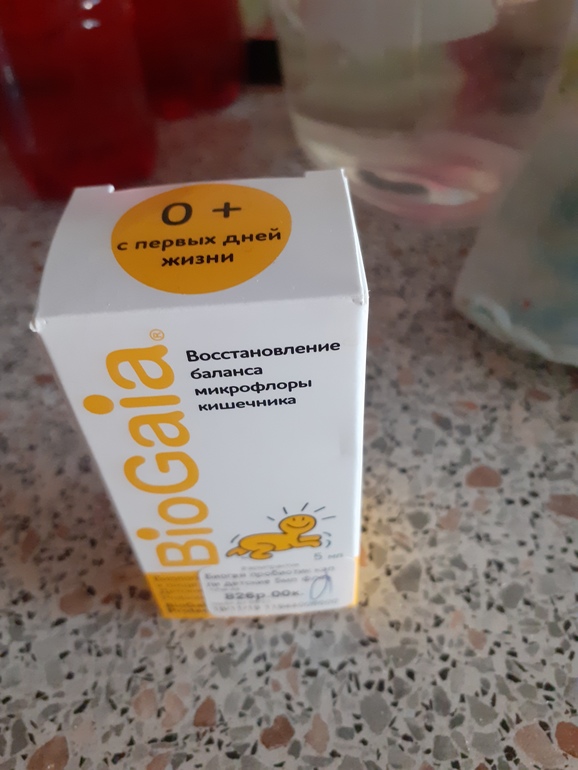 0 +
с первых дней
жизни
BioGaia®
Восстановление
баланса
микрофлоры
кишечника
5 мл
826р.00к.